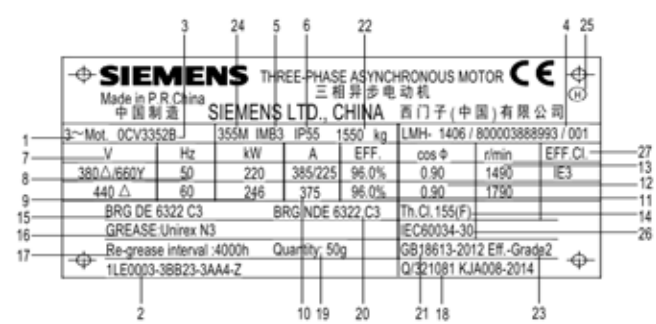 3 24 5 6 22 4 25
SIEMENS THREE-PHASE ASYNCHRONOUS MOTOR CE
Made in P.R.China 三相异步电动机
中国制造 SIEMENS LTD., CHINA 西门子(中国)有限公司 H
1 3~Mot. 0CV3352B 355M IMB3 IP55 1550 kg LMH- 1406 / 800003888993 / 001
7 V Hz kW A EFF. cos Φ r/min EFF.Cl. 27
8 380△/660Y 50 220 385/225 96.0% 0.90 1490 IE3 13
12
9 440 △ 60 246 375 96.0% 0.90 1790 11
15 BRG DE 6322 C3 BRG NDE 6322 C3 Th.Cl.155(F) 14
16 GREASE:Unirex N3 IEC60034-30 26
17 Re-grease interval :4000h Quantity: 50g GB18613-2012 Eff.-Grade2
1LE0003-3BB23-3AA4-Z Q/321081 KJA008-2014
2 10 19 20 21 18 23